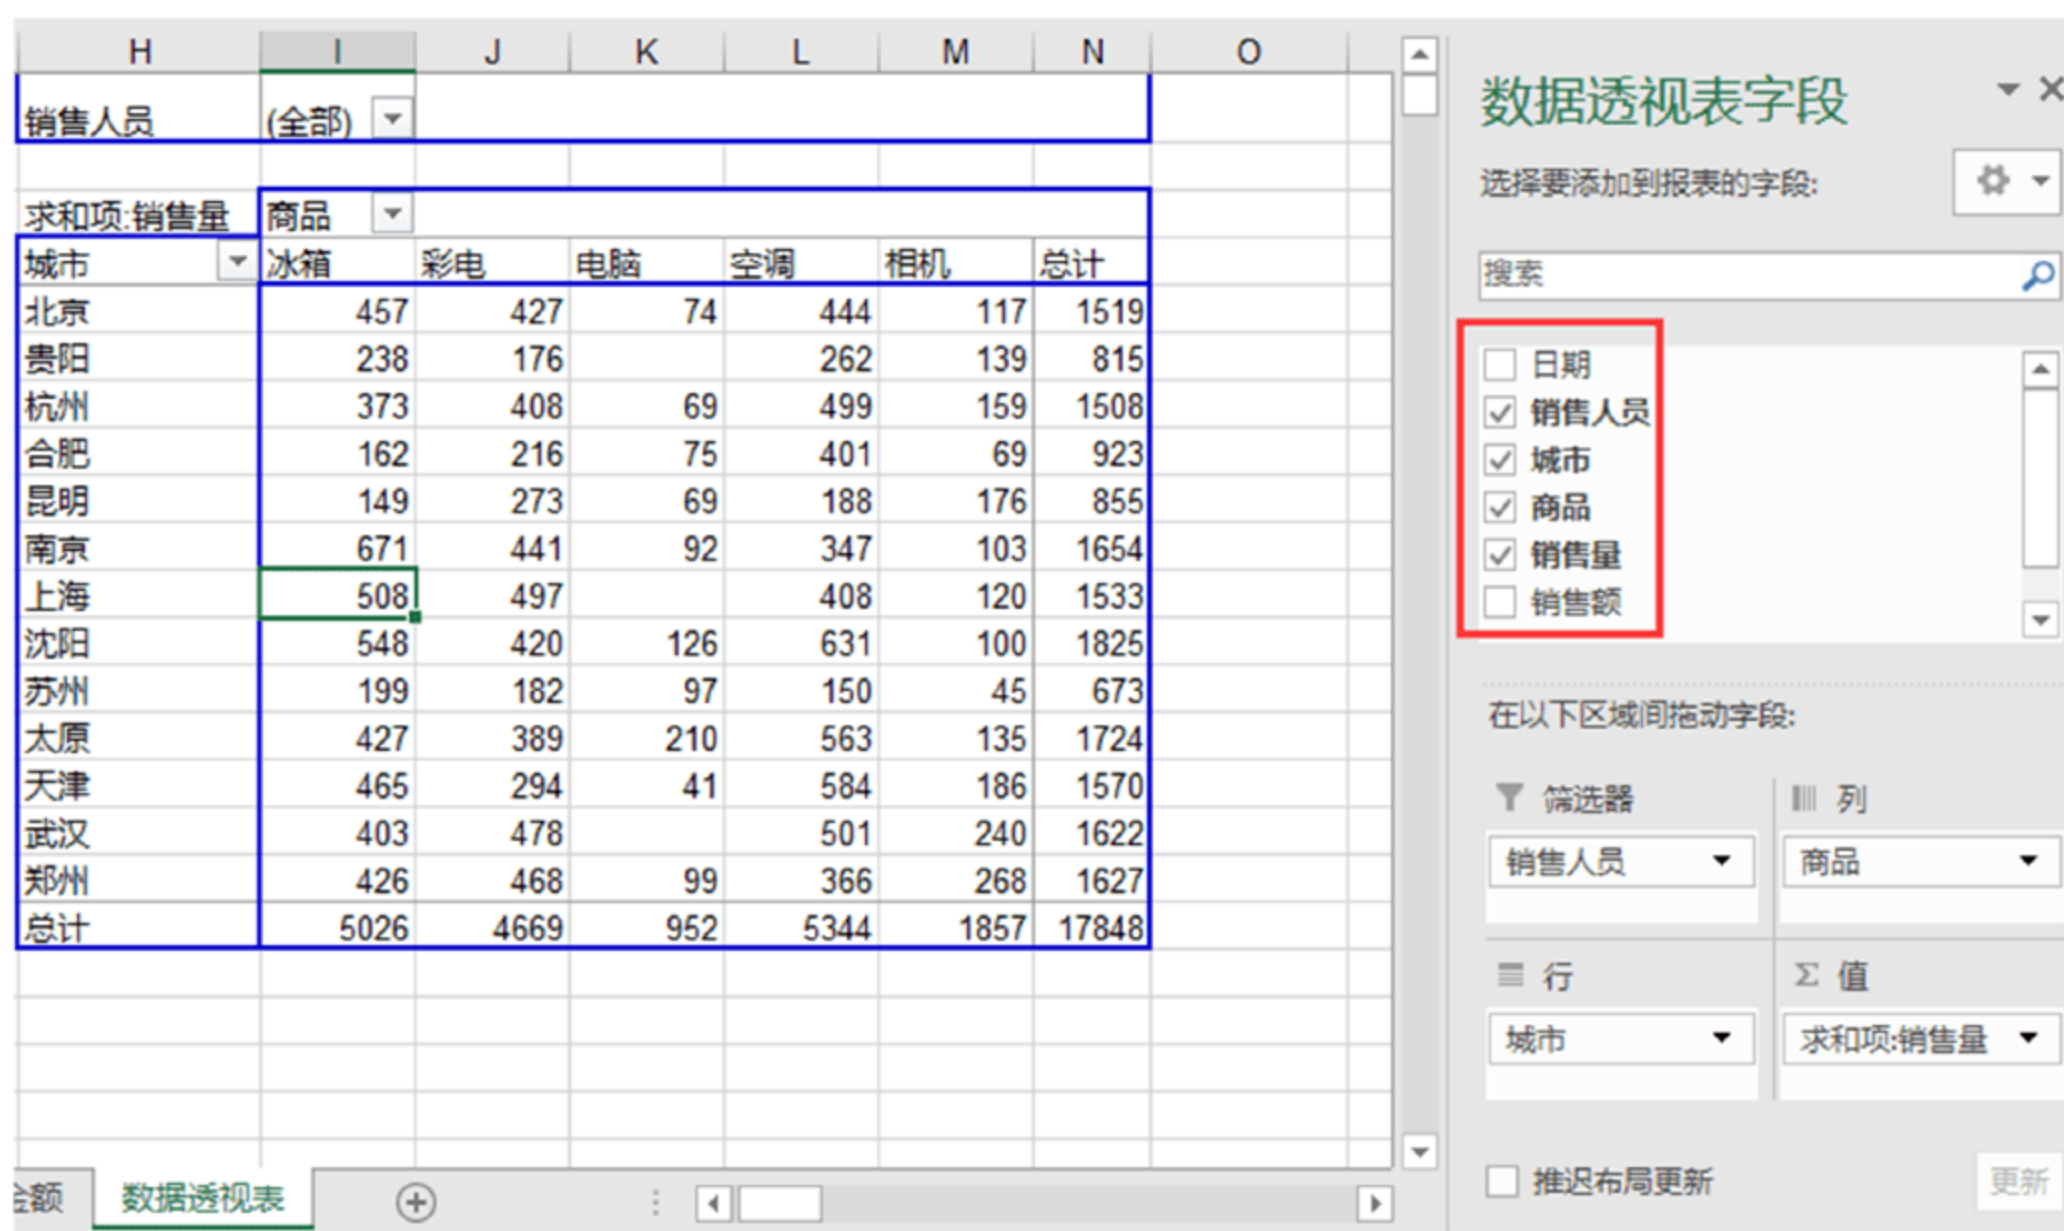 H I J K L M N O
销售人员 (全部)
求和项:销售量 商品
城市 冰箱 彩电 电脑 空调 相机 总计
北京 457 427 74 444 117 1519
贵阳 238 176 262 139 815
杭州 373 408 69 499 159 1508
合肥 162 216 75 401 69 923
昆明 149 273 69 188 176 855
南京 671 441 92 347 103 1654
上海 508 497 408 120 1533
沈阳 548 420 126 631 100 1825
苏州 199 182 97 150 45 673
太原 427 389 210 563 135 1724
天津 465 294 41 584 186 1570
武汉 403 478 501 240 1622
郑州 426 468 99 366 268 1627
总计 5026 4669 952 5344 1857 17848
金额 数据透视表
数据透视表字段
选择要添加到报表的字段:
搜索
日期
销售人员
城市
商品
销售量
销售额
在以下区域间拖动字段:
筛选器
销售人员
列
商品
行
城市
Σ 值
求和项:销售量
推迟布局更新 更新